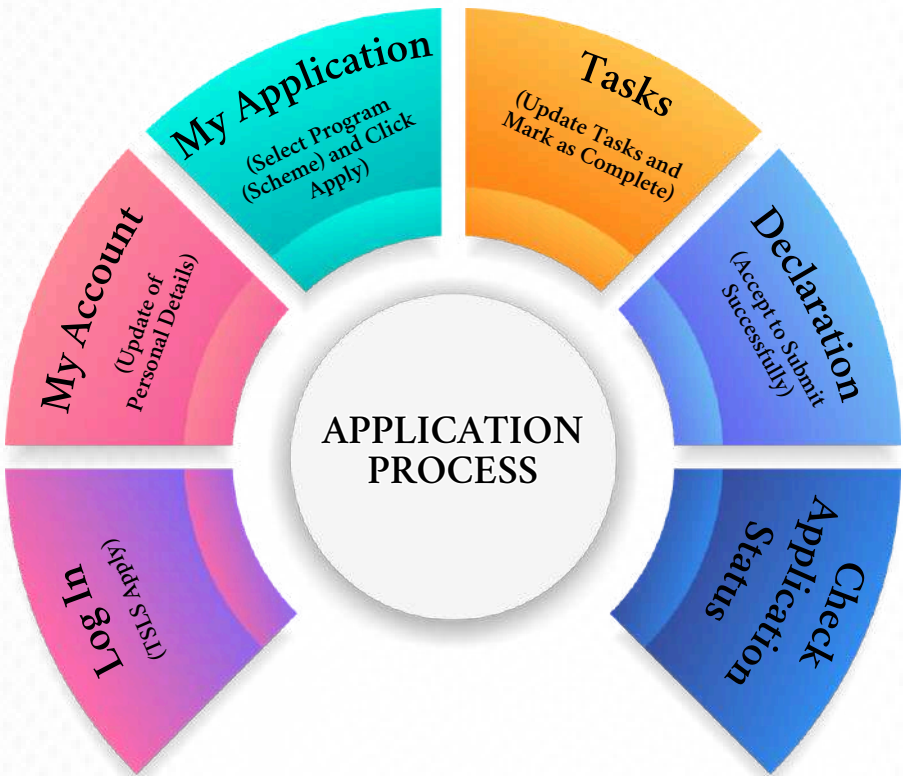 APPLICATION
PROCESS
Log In
(TSLS Apply)
My Account
(Update of
Personal Details)
My Application
(Select Program
(Scheme) and Click
Apply)
Tasks
(Update Tasks and
Mark as Complete)
Declaration
(Accept to Submit
Successfully)
Check
Application
Status